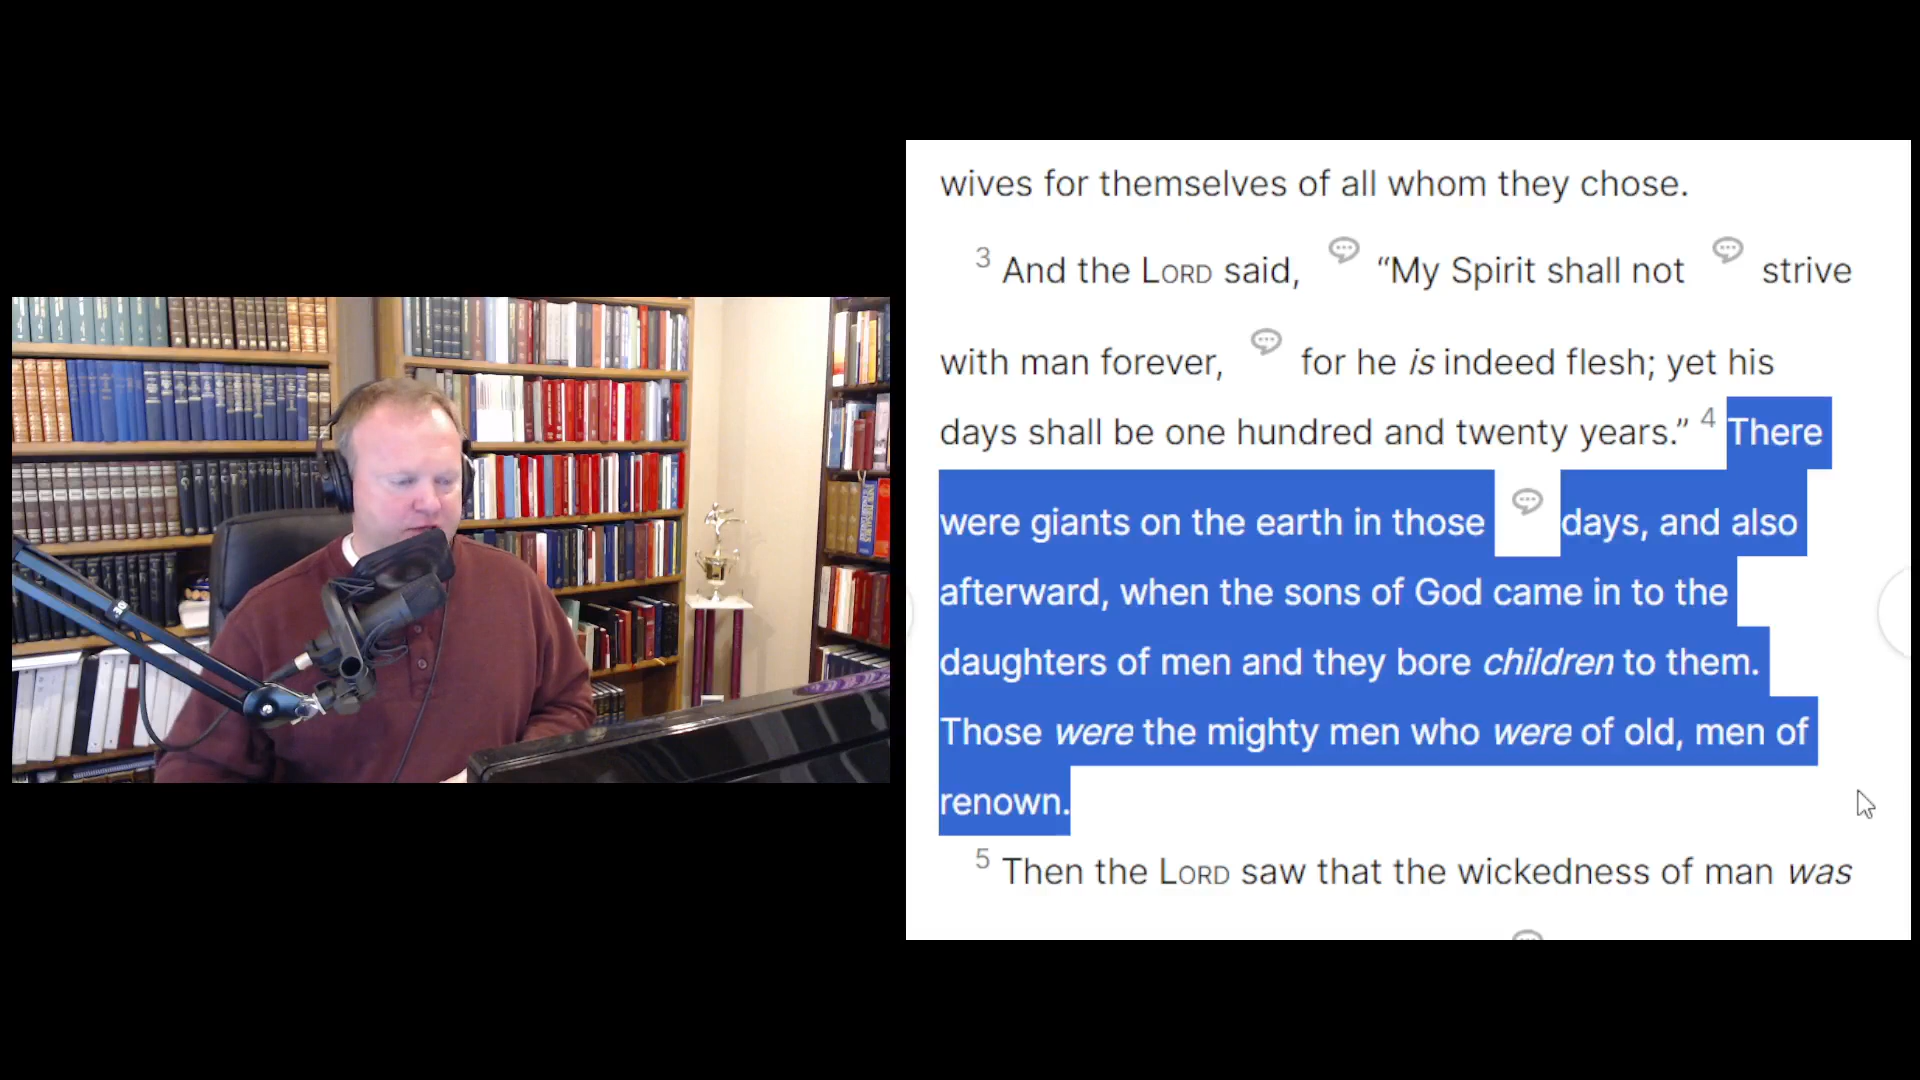 wives for themselves of all whom they chose.
3 And the LORD said, “My Spirit shall not strive
with man forever, for he is indeed flesh; yet his
days shall be one hundred and twenty years.” 4 There
were giants on the earth in those days, and also
afterward, when the sons of God came in to the
daughters of men and they bore children to them.
Those were the mighty men who were of old, men of
renown.
5 Then the LORD saw that the wickedness of man was